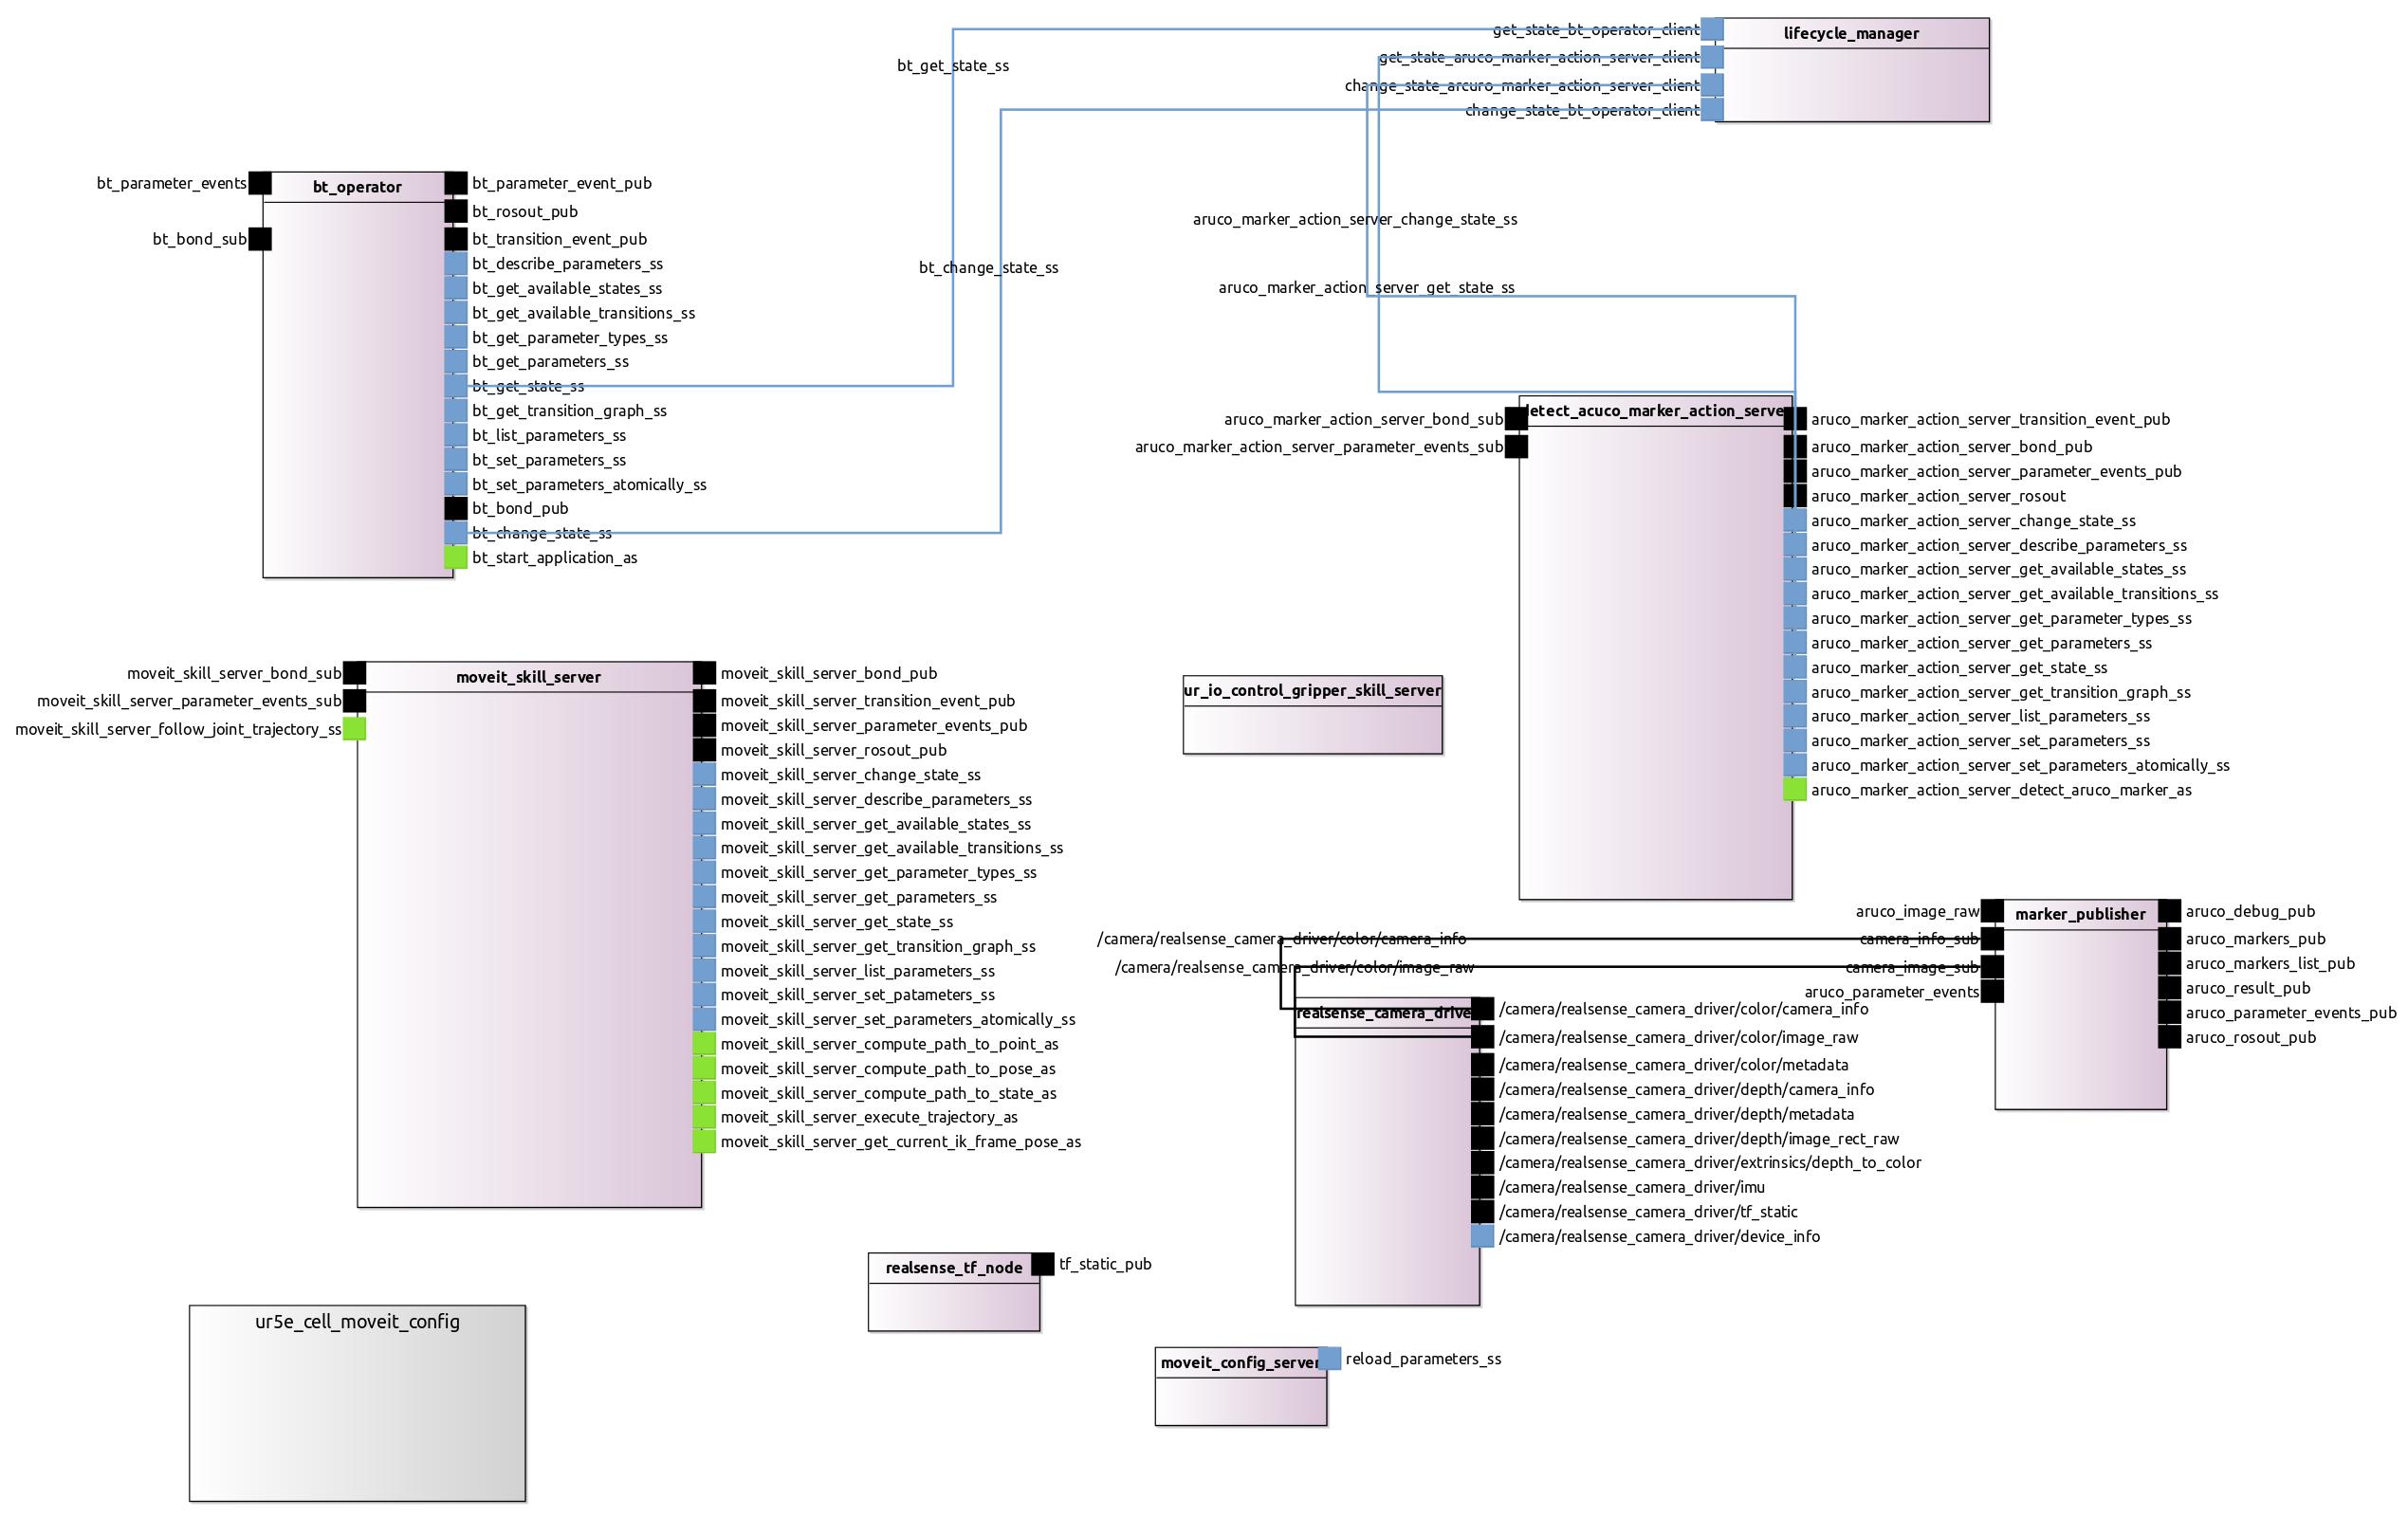 get_state_bt_operator_client
lifecycle_manager
get_state_aruco_marker_action_server_client
change_state_arcuro_marker_action_server_client
change_state_bt_operator_client
bt_get_state_ss
bt_parameter_events
bt_operator
bt_parameter_event_pub
bt_rosout_pub
bt_bond_sub
bt_transition_event_pub
bt_describe_parameters_ss
bt_get_available_states_ss
bt_get_available_transitions_ss
bt_get_parameter_types_ss
bt_get_parameters_ss
bt_get_state_ss
bt_get_transition_graph_ss
bt_list_parameters_ss
bt_set_parameters_ss
bt_set_parameters_atomically_ss
bt_bond_pub
bt_change_state_ss
bt_start_application_as
bt_change_state_ss
aruco_marker_action_server_change_state_ss
aruco_marker_action_server_get_state_ss
aruco_marker_action_server_bond_sub
aruco_marker_action_server_parameter_events_sub
etect_acuco_marker_action_serve
aruco_marker_action_server_transition_event_pub
aruco_marker_action_server_bond_pub
aruco_marker_action_server_parameter_events_pub
aruco_marker_action_server_rosout
aruco_marker_action_server_change_state_ss
aruco_marker_action_server_describe_parameters_ss
aruco_marker_action_server_get_available_states_ss
aruco_marker_action_server_get_available_transitions_ss
aruco_marker_action_server_get_parameter_types_ss
aruco_marker_action_server_get_parameters_ss
aruco_marker_action_server_get_state_ss
aruco_marker_action_server_get_transition_graph_ss
aruco_marker_action_server_list_parameters_ss
aruco_marker_action_server_set_parameters_ss
aruco_marker_action_server_set_parameters_atomically_ss
aruco_marker_action_server_detect_aruco_marker_as
moveit_skill_server_bond_sub
moveit_skill_server_parameter_events_sub
moveit_skill_server_follow_joint_trajectory_ss
moveit_skill_server
moveit_skill_server_bond_pub
moveit_skill_server_transition_event_pub
moveit_skill_server_parameter_events_pub
moveit_skill_server_rosout_pub
moveit_skill_server_change_state_ss
moveit_skill_server_describe_parameters_ss
moveit_skill_server_get_available_states_ss
moveit_skill_server_get_available_transitions_ss
moveit_skill_server_get_parameter_types_ss
moveit_skill_server_get_parameters_ss
moveit_skill_server_get_state_ss
moveit_skill_server_get_transition_graph_ss
moveit_skill_server_list_parameters_ss
moveit_skill_server_set_patameters_ss
moveit_skill_server_set_parameters_atomically_ss
moveit_skill_server_compute_path_to_point_as
moveit_skill_server_compute_path_to_pose_as
moveit_skill_server_compute_path_to_state_as
moveit_skill_server_execute_trajectory_as
moveit_skill_server_get_current_ik_frame_pose_as
ur_io_control_gripper_skill_server
aruco_image_raw
camera_info_sub
camera_image_sub
aruco_parameter_events
marker_publisher
aruco_debug_pub
aruco_markers_pub
aruco_markers_list_pub
aruco_result_pub
aruco_parameter_events_pub
aruco_rosout_pub
/camera/realsense_camera_driver/color/camera_info
/camera/realsense_camera_driver/color/image_raw
realsense_camera_drive
/camera/realsense_camera_driver/color/camera_info
/camera/realsense_camera_driver/color/image_raw
/camera/realsense_camera_driver/color/metadata
/camera/realsense_camera_driver/depth/camera_info
/camera/realsense_camera_driver/depth/metadata
/camera/realsense_camera_driver/depth/image_rect_raw
/camera/realsense_camera_driver/extrinsics/depth_to_color
/camera/realsense_camera_driver/imu
/camera/realsense_camera_driver/tf_static
/camera/realsense_camera_driver/device_info
realsense_tf_node
tf_static_pub
ur5e_cell_moveit_config
moveit_config_server
reload_parameters_ss